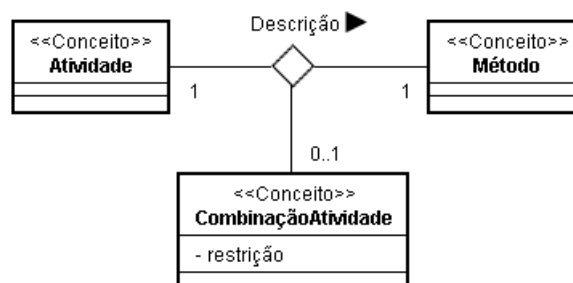 Descrição ▶
<<Conceito>>
Atividade
<<Conceito>>
Método
1
1
0..1
<<Conceito>>
CombinaçãoAtividade
- restrição